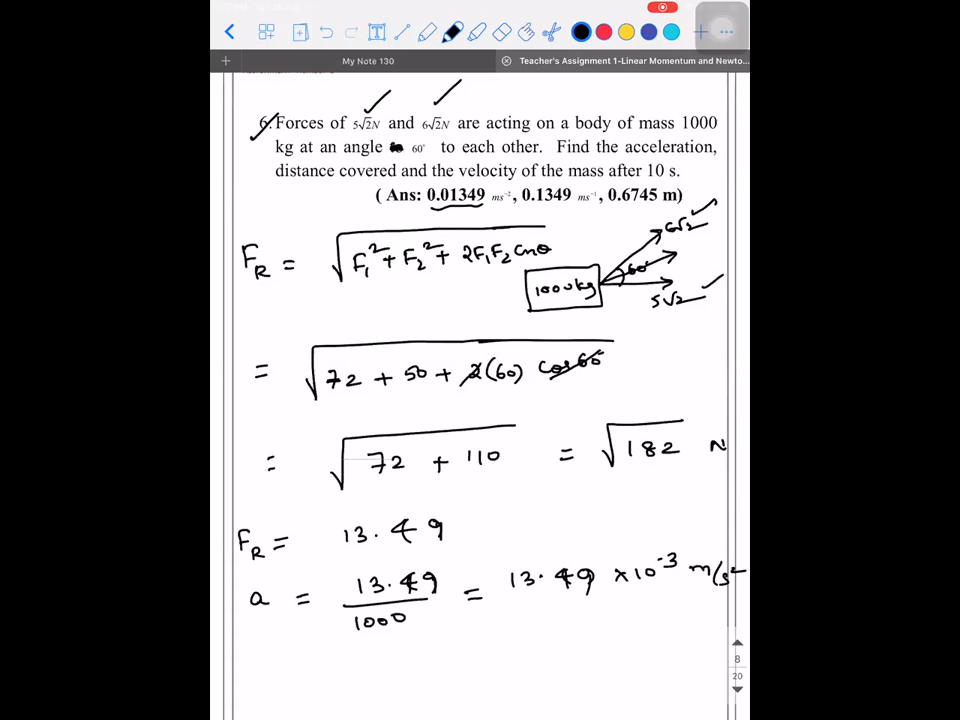 My Note 130
Teacher's Assignment 1-Linear Momentum and Newto...
6. Forces of 5√2N and 6√2N are acting on a body of mass 1000
kg at an angle 60° to each other. Find the acceleration,
distance covered and the velocity of the mass after 10 s.
( Ans: 0.01349 ms⁻², 0.1349 ms⁻¹, 0.6745 m)
F_R = √(F₁² + F₂² + 2F₁F₂ cosθ)
6√2
60°
1000kg
5√2
= √(72 + 50 + 2(60) cos60°)
= √(72 + 110) = √182 N
F_R = 13.49
a = 13.49/1000 = 13.49 × 10⁻³ m/s²
8
20